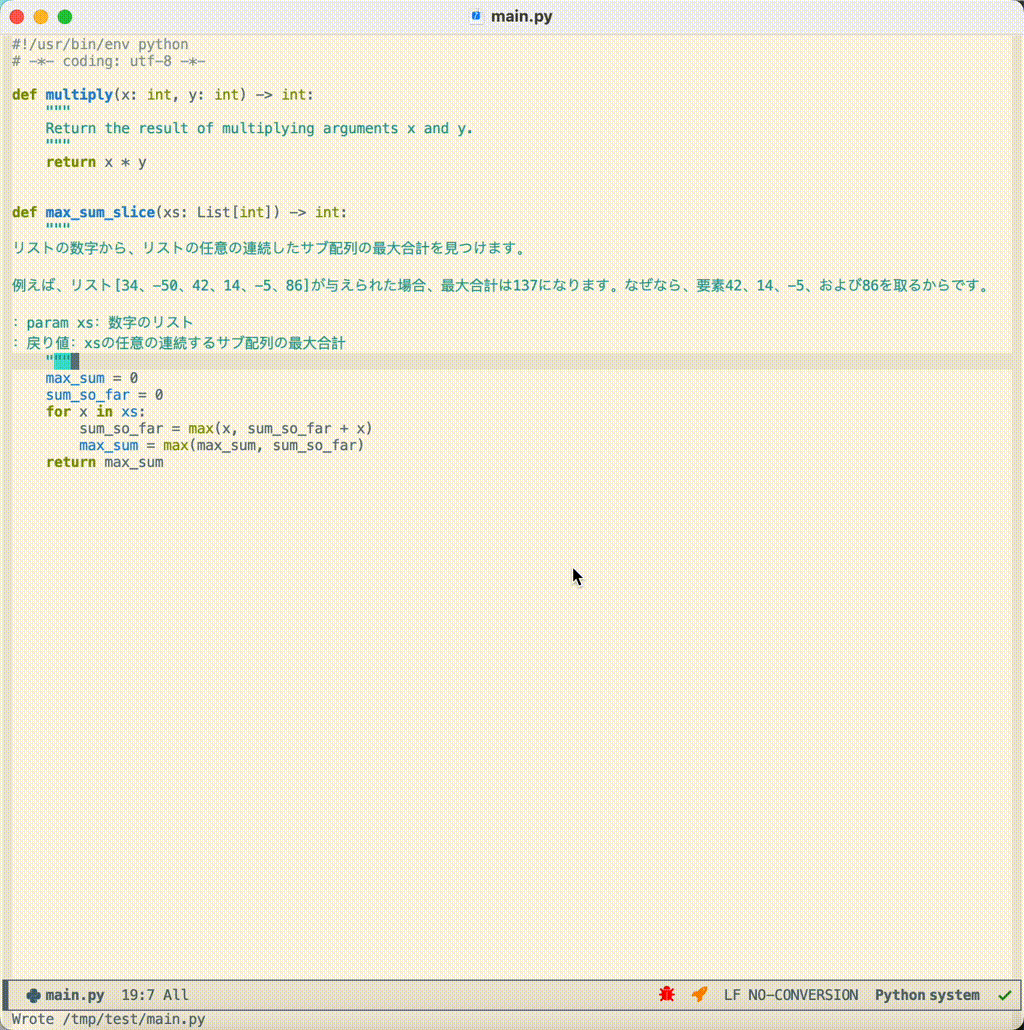 main.py
#!/usr/bin/env python
# -*- coding: utf-8 -*-
def multiply(x: int, y: int) -> int:
"""
Return the result of multiplying arguments x and y.
"""
return x * y
def max_sum_slice(xs: List[int]) -> int:
"""
リストの数字から、リストの任意の連続したサブ配列の最大合計を見つけます。
例えば、リスト[34、-50、42、14、-5、86]が与えられた場合、最大合計は137になります。なぜなら、要素42、14、-5、および86を取るからです。
: param xs: 数字のリスト
: 戻り値: xsの任意の連続するサブ配列の最大合計
"""
max_sum = 0
sum_so_far = 0
for x in xs:
sum_so_far = max(x, sum_so_far + x)
max_sum = max(max_sum, sum_so_far)
return max_sum
main.py 19:7 All LF NO-CONVERSION Python system
Wrote /tmp/test/main.py